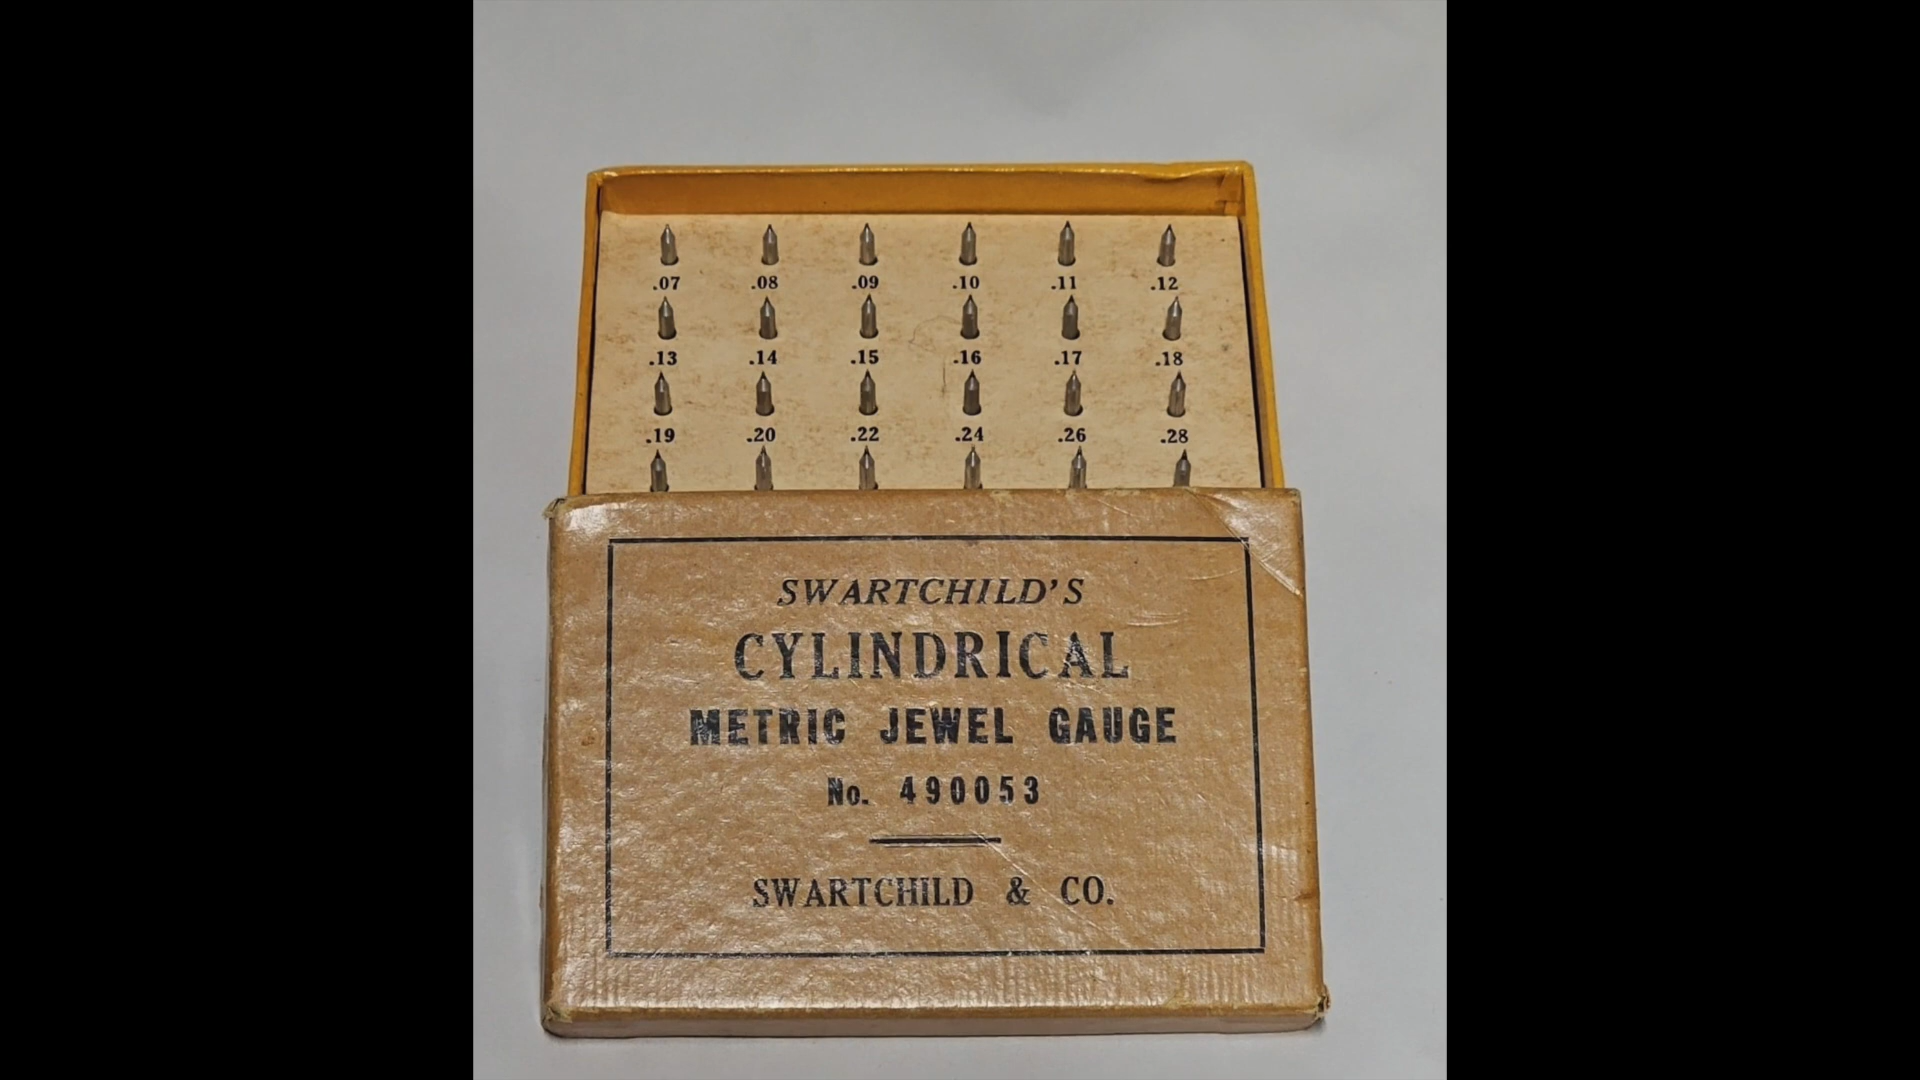 .07 .08 .09 .10 .11 .12
.13 .14 .15 .16 .17 .18
.19 .20 .22 .24 .26 .28
SWARTCHILD'S
CYLINDRICAL
METRIC JEWEL GAUGE
No. 490053
SWARTCHILD & CO.